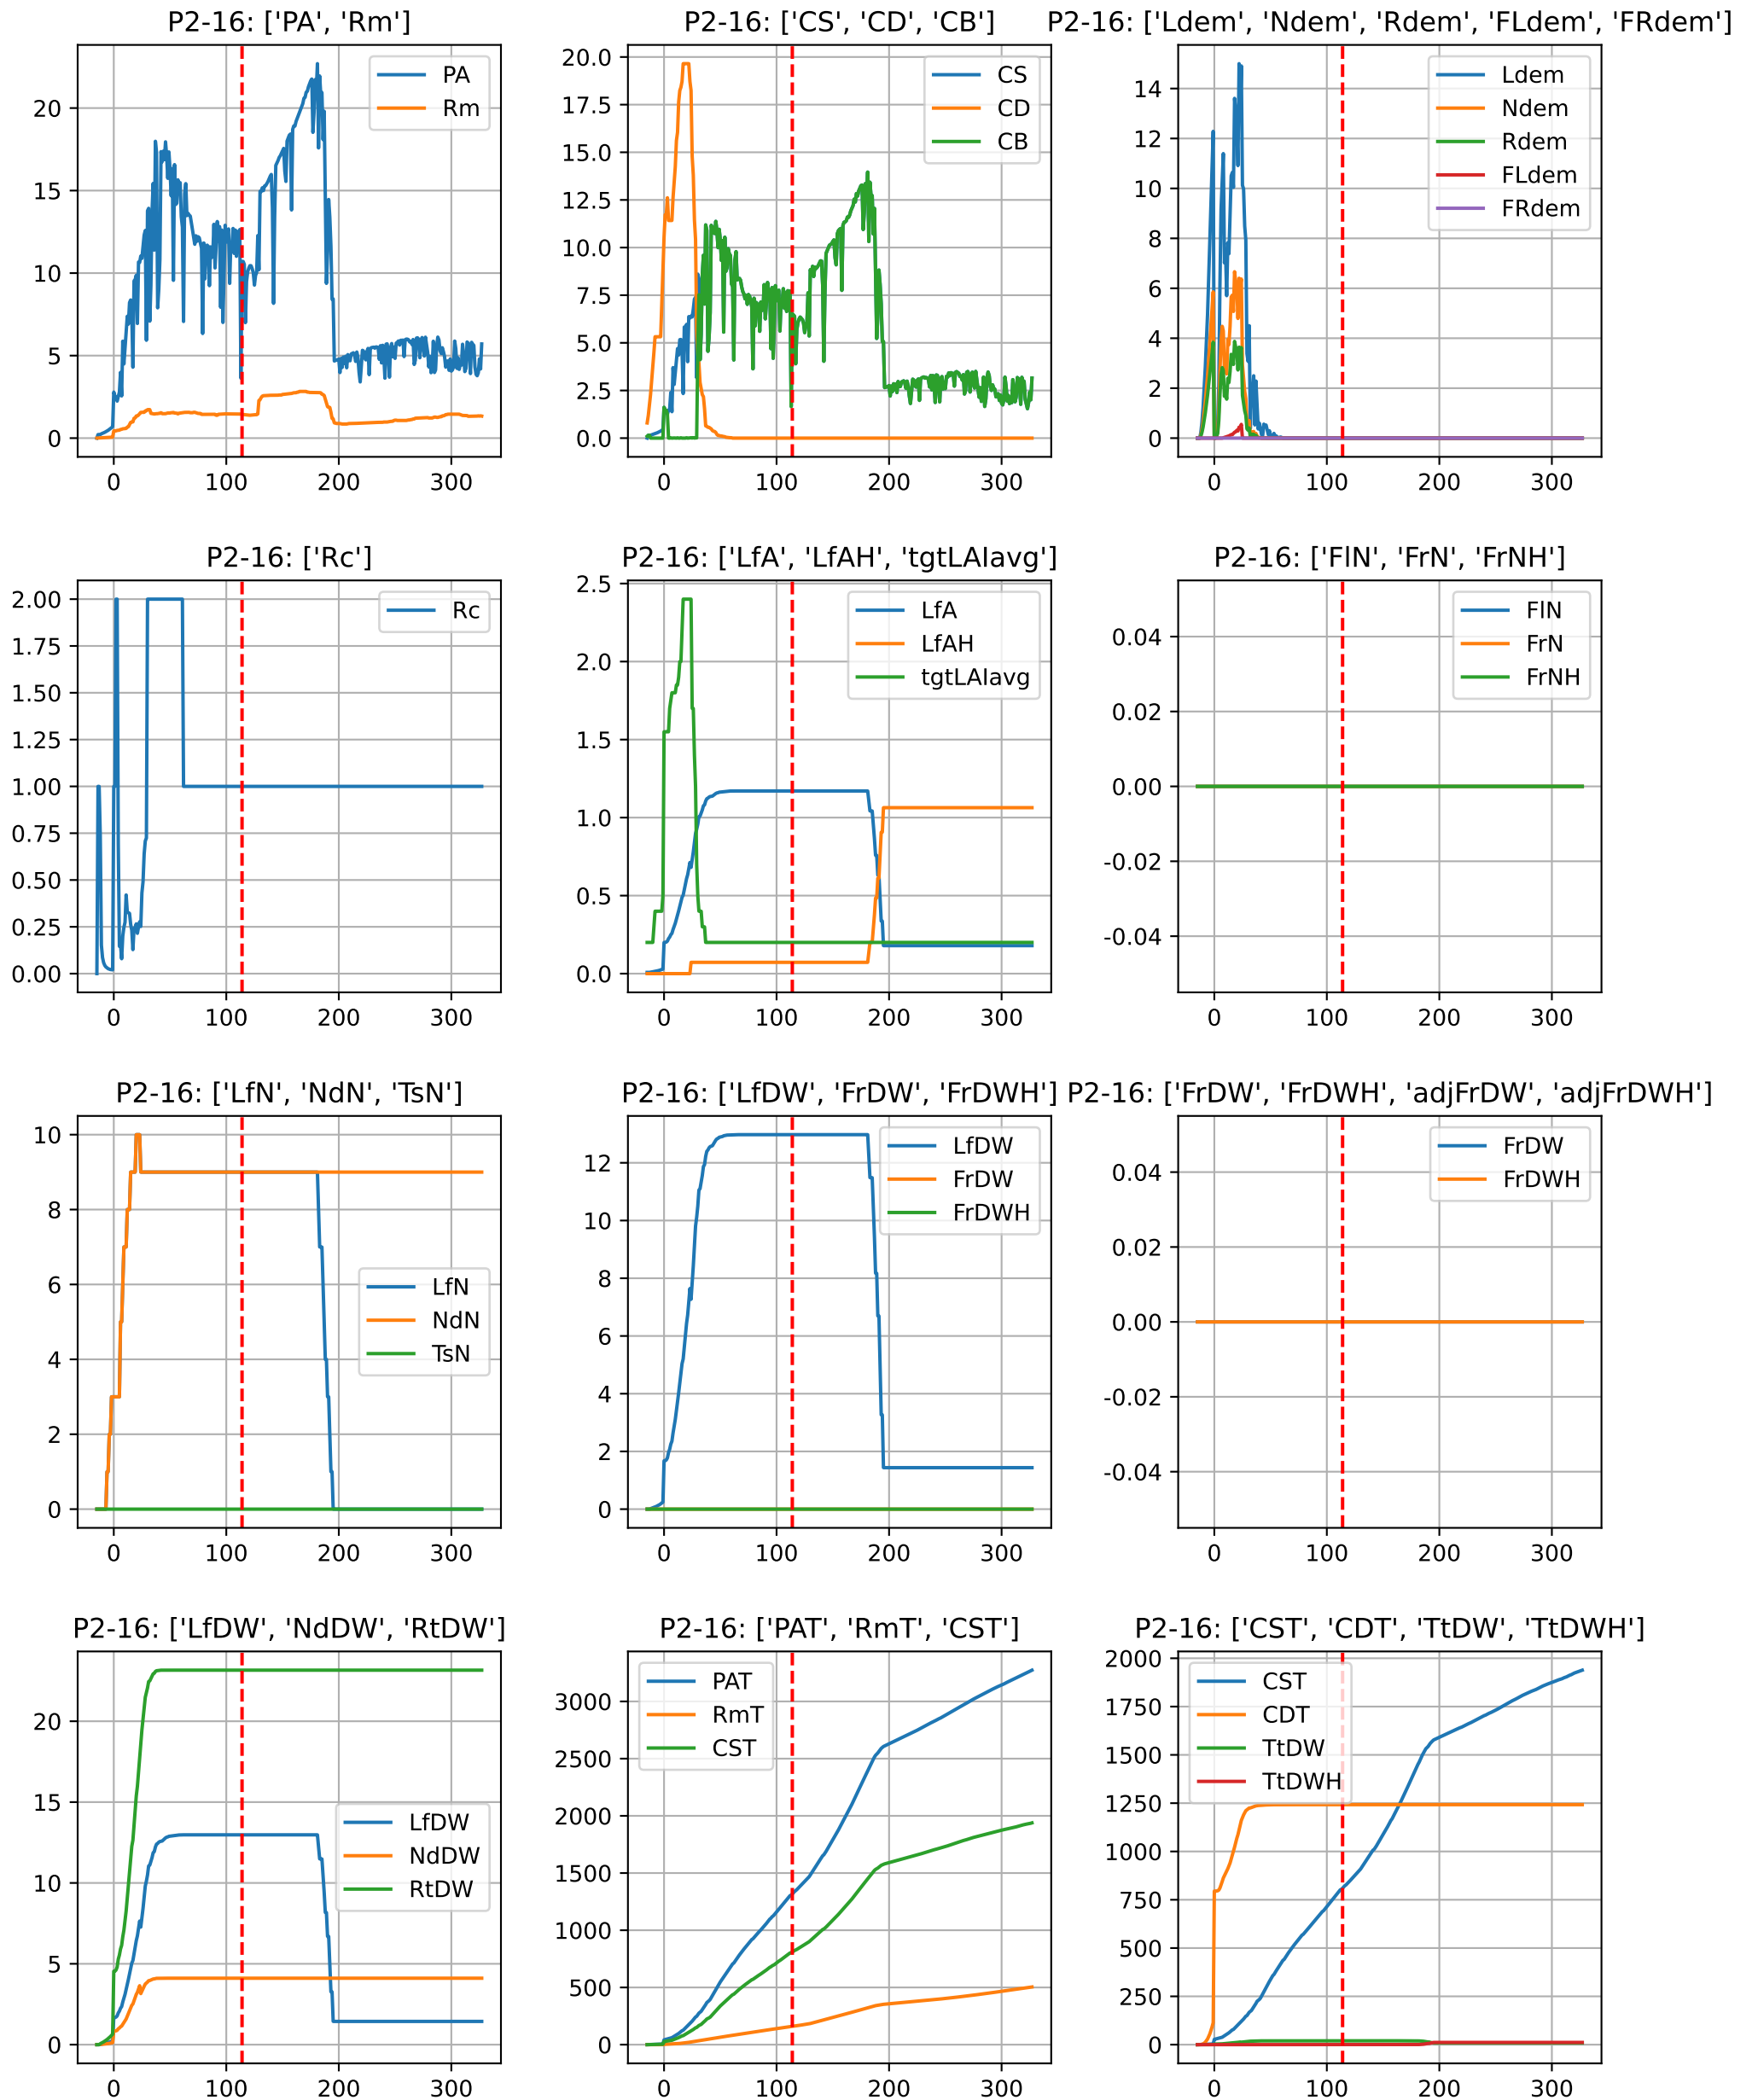 P2-16: ['PA', 'Rm']
PA
Rm
20
15
10
5
0
0 100 200 300
P2-16: ['CS', 'CD', 'CB']
CS
CD
CB
20.0
17.5
15.0
12.5
10.0
7.5
5.0
2.5
0.0
0 100 200 300
P2-16: ['Ldem', 'Ndem', 'Rdem', 'FLdem', 'FRdem']
Ldem
Ndem
Rdem
FLdem
FRdem
14
12
10
8
6
4
2
0
0 100 200 300
P2-16: ['Rc']
Rc
2.00
1.75
1.50
1.25
1.00
0.75
0.50
0.25
0.00
0 100 200 300
P2-16: ['LfA', 'LfAH', 'tgtLAIavg']
LfA
LfAH
tgtLAIavg
2.5
2.0
1.5
1.0
0.5
0.0
0 100 200 300
P2-16: ['FlN', 'FrN', 'FrNH']
FlN
FrN
FrNH
0.04
0.02
0.00
-0.02
-0.04
0 100 200 300
P2-16: ['LfN', 'NdN', 'TsN']
LfN
NdN
TsN
10
8
6
4
2
0
0 100 200 300
P2-16: ['LfDW', 'FrDW', 'FrDWH']
LfDW
FrDW
FrDWH
12
10
8
6
4
2
0
0 100 200 300
P2-16: ['FrDW', 'FrDWH', 'adjFrDW', 'adjFrDWH']
FrDW
FrDWH
0.04
0.02
0.00
-0.02
-0.04
0 100 200 300
P2-16: ['LfDW', 'NdDW', 'RtDW']
LfDW
NdDW
RtDW
20
15
10
5
0
0 100 200 300
P2-16: ['PAT', 'RmT', 'CST']
PAT
RmT
CST
3000
2500
2000
1500
1000
500
0
0 100 200 300
P2-16: ['CST', 'CDT', 'TtDW', 'TtDWH']
CST
CDT
TtDW
TtDWH
2000
1750
1500
1250
1000
750
500
250
0
0 100 200 300